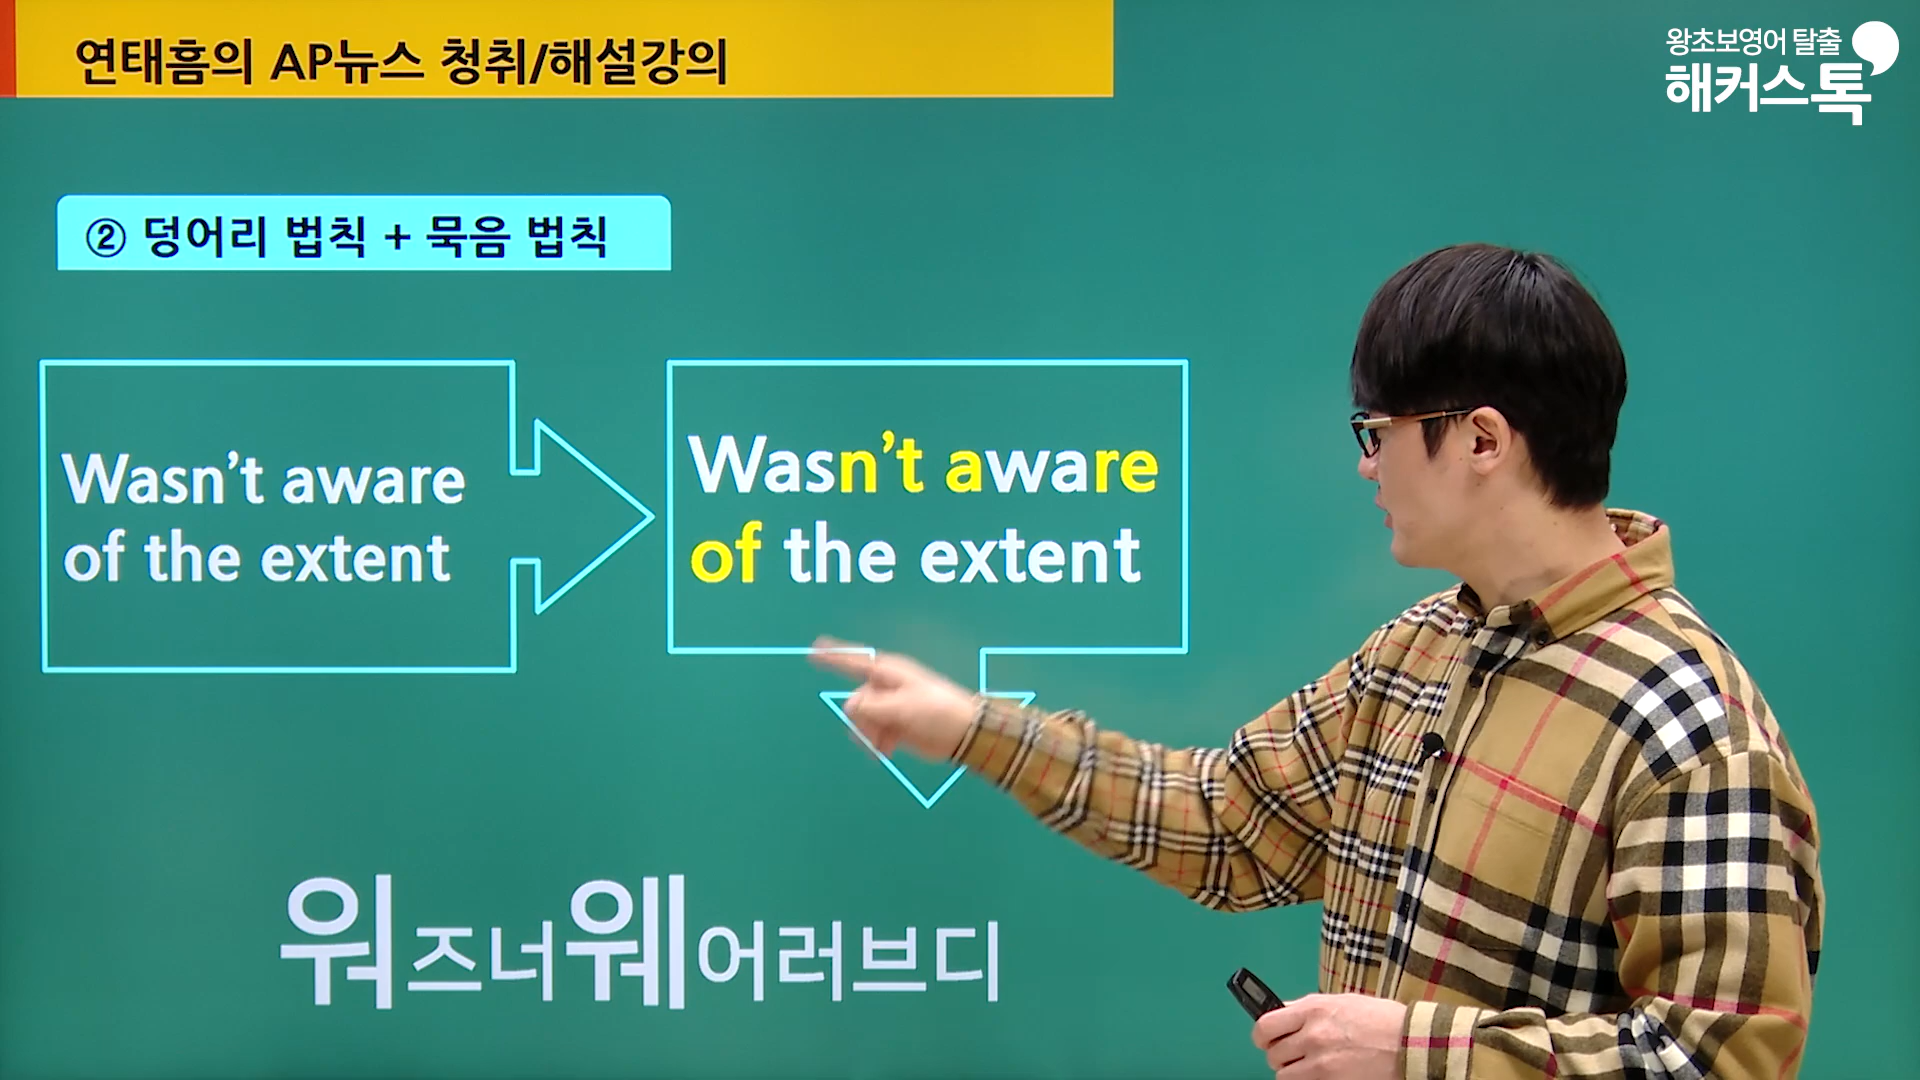 연태흠의 AP뉴스 청취/해설강의
왕초보영어 탈출
해커스톡
② 덩어리 법칙 + 묵음 법칙
Wasn't aware
of the extent
Wasn't aware
of the extent
워즈너웨어러브디